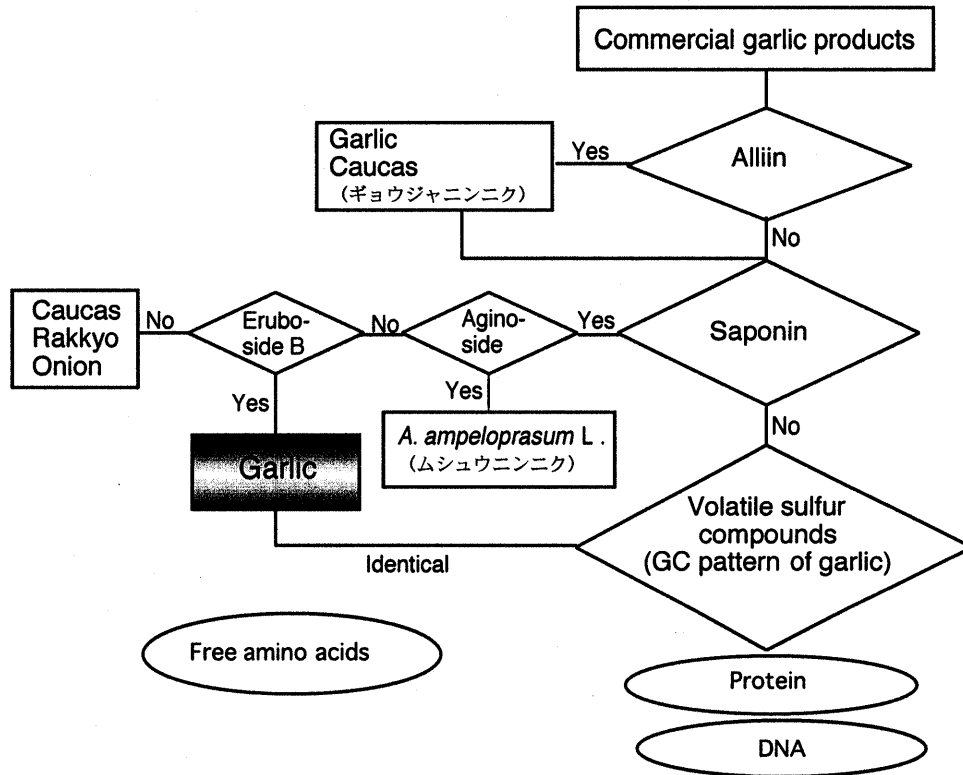 Commercial garlic products
Alliin
Yes
Garlic
Caucas
(ギョウジャニンニク)
No
Saponin
Yes
Agino-
side
No
Erubo-
side B
No
Caucas
Rakkyo
Onion
Yes
Garlic
Yes
A. ampeloprasum L .
(ムシュウニンニク)
No
Volatile sulfur
compounds
(GC pattern of garlic)
Identical
Free amino acids
Protein
DNA